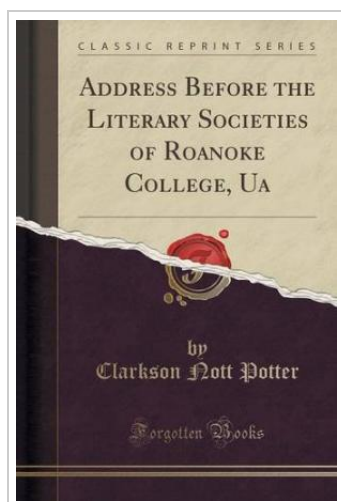 CLASSIC REPRINT SERIES
ADDRESS BEFORE THE
LITERARY SOCIETIES
OF ROANOKE
COLLEGE, UA
by
Clarkson Nott Potter
Forgotten Books